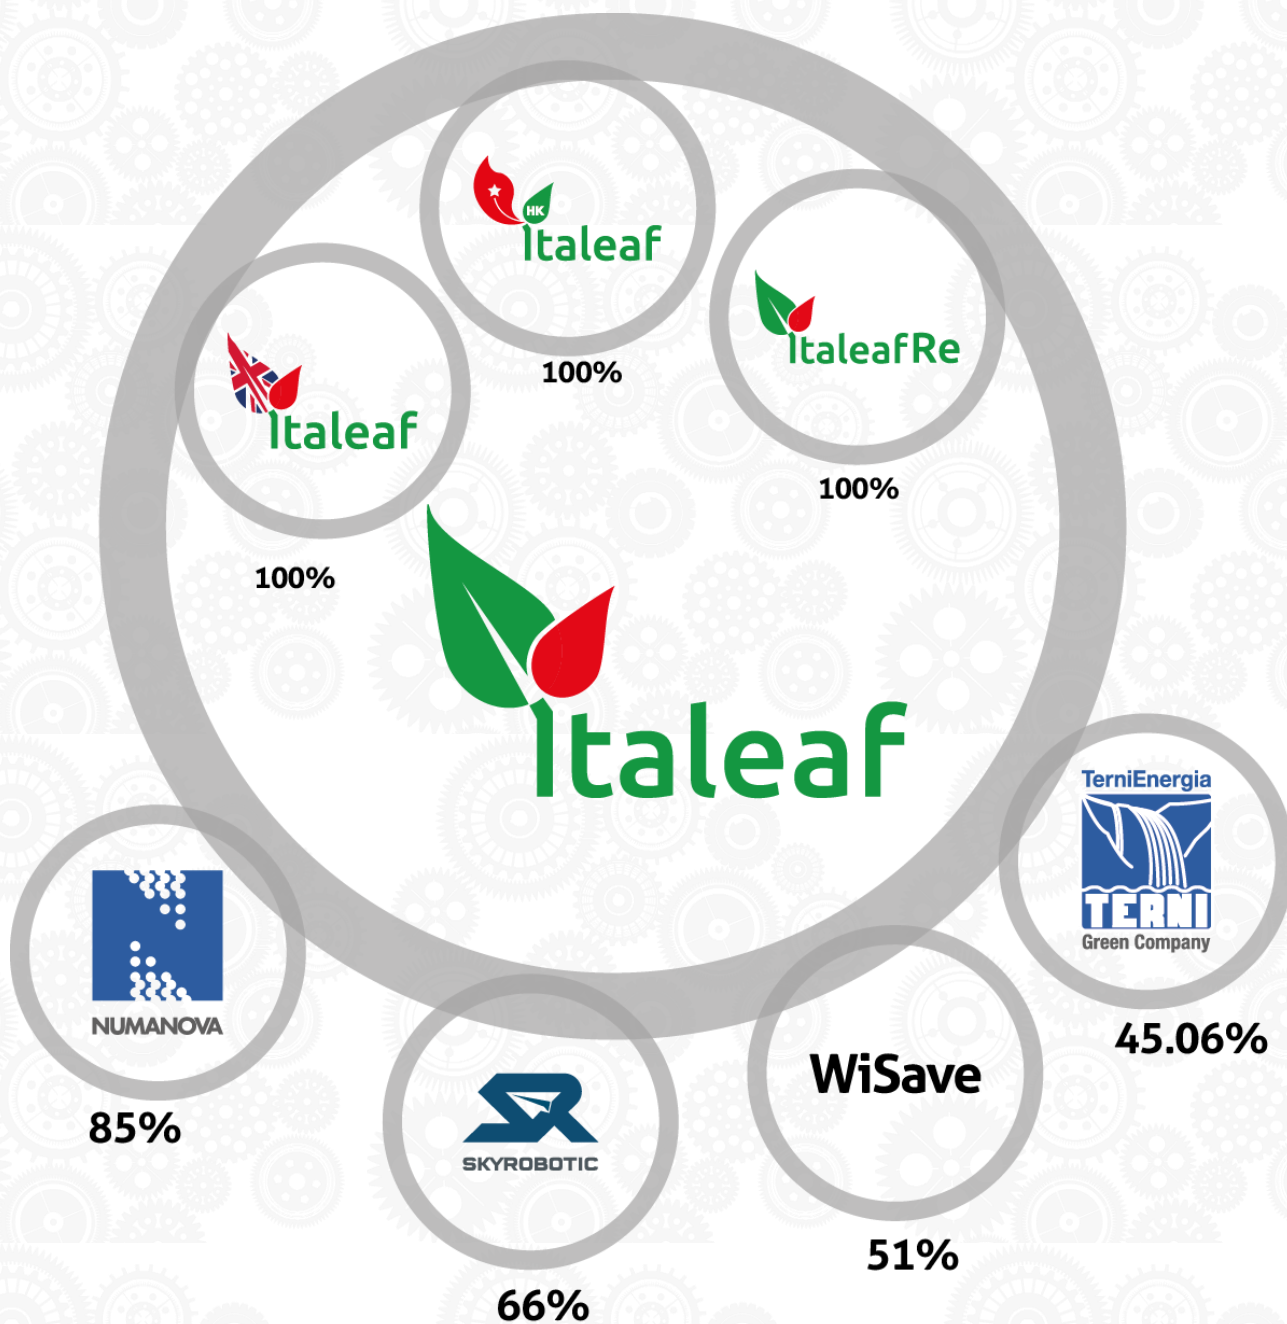 HK
Italeaf
100%
ItaleafRe
100%
Italeaf
100%
Italeaf
TerniEnergia
TERNI
Green Company
45.06%
NUMANOVA
85%
WiSave
51%
SR
SKYROBOTIC
66%